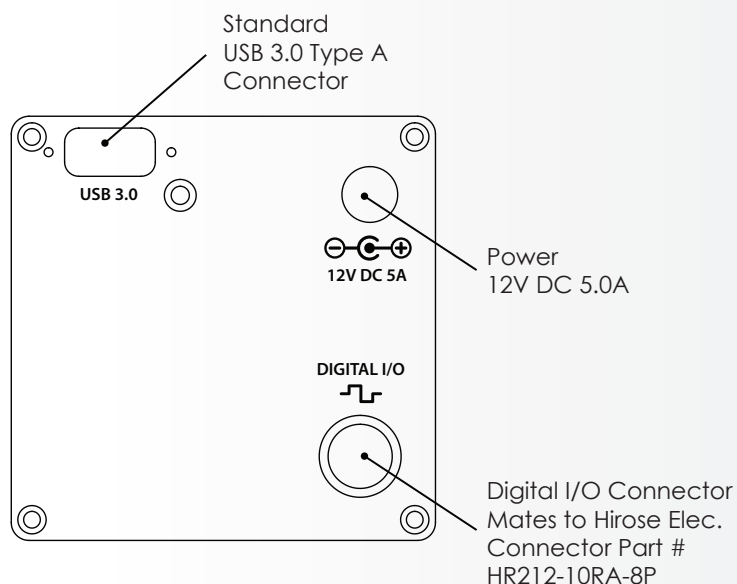 Standard
USB 3.0 Type A
Connector
USB 3.0
12V DC 5A
Power
12V DC 5.0A
DIGITAL I/O
Digital I/O Connector
Mates to Hirose Elec.
Connector Part #
HR212-10RA-8P